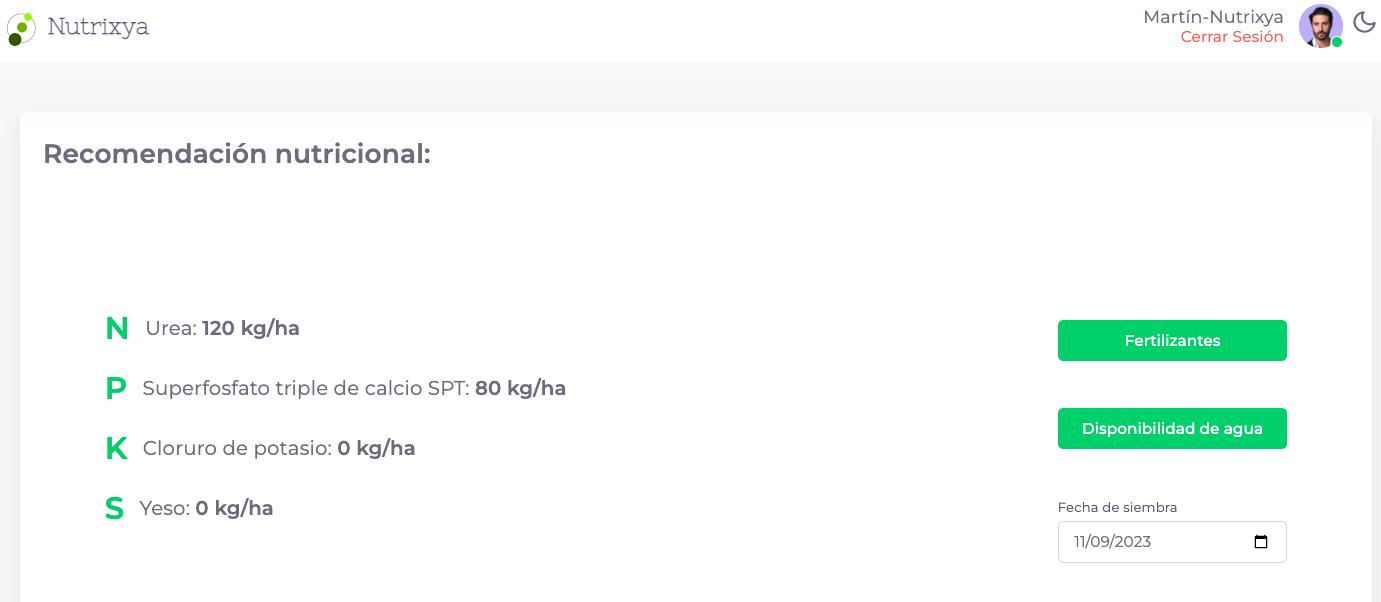 Nutrixya
Martín-Nutrixya
Cerrar Sesión
Recomendación nutricional:
N Urea: 120 kg/ha
P Superfosfato triple de calcio SPT: 80 kg/ha
K Cloruro de potasio: 0 kg/ha
S Yeso: 0 kg/ha
Fertilizantes
Disponibilidad de agua
Fecha de siembra
11/09/2023